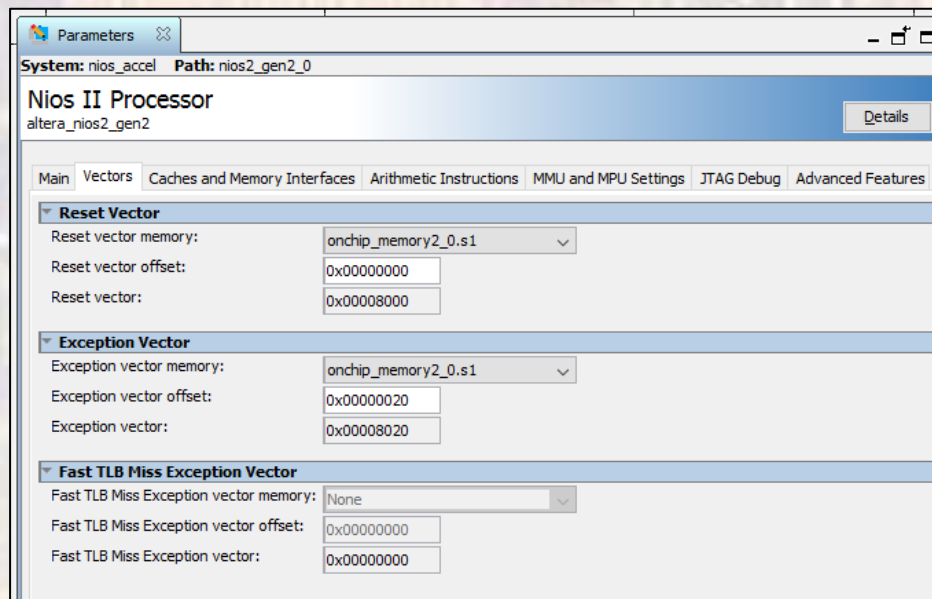 Parameters
System: nios_accel Path: nios2_gen2_0
Nios II Processor
altera_nios2_gen2
Details
Main Vectors Caches and Memory Interfaces Arithmetic Instructions MMU and MPU Settings JTAG Debug Advanced Features
Reset Vector
Reset vector memory: onchip_memory2_0.s1
Reset vector offset: 0x00000000
Reset vector: 0x00008000
Exception Vector
Exception vector memory: onchip_memory2_0.s1
Exception vector offset: 0x00000020
Exception vector: 0x00008020
Fast TLB Miss Exception Vector
Fast TLB Miss Exception vector memory: None
Fast TLB Miss Exception vector offset: 0x00000000
Fast TLB Miss Exception vector: 0x00000000